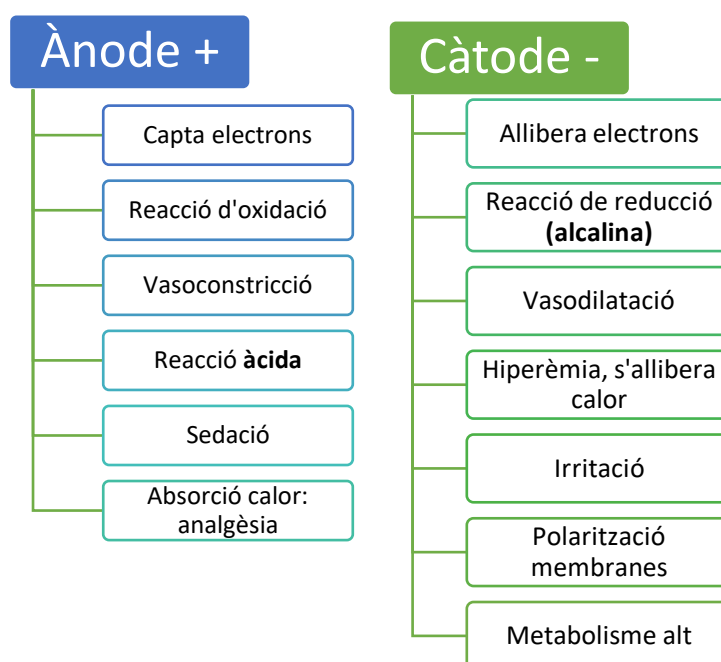 Ànode +
Capta electrons
Reacció d'oxidació
Vasoconstricció
Reacció àcida
Sedació
Absorció calor:
analgèsia
Càtode -
Allibera electrons
Reacció de reducció
(alcalina)
Vasodilatació
Hiperèmia, s'allibera
calor
Irritació
Polarització
membranes
Metabolisme alt